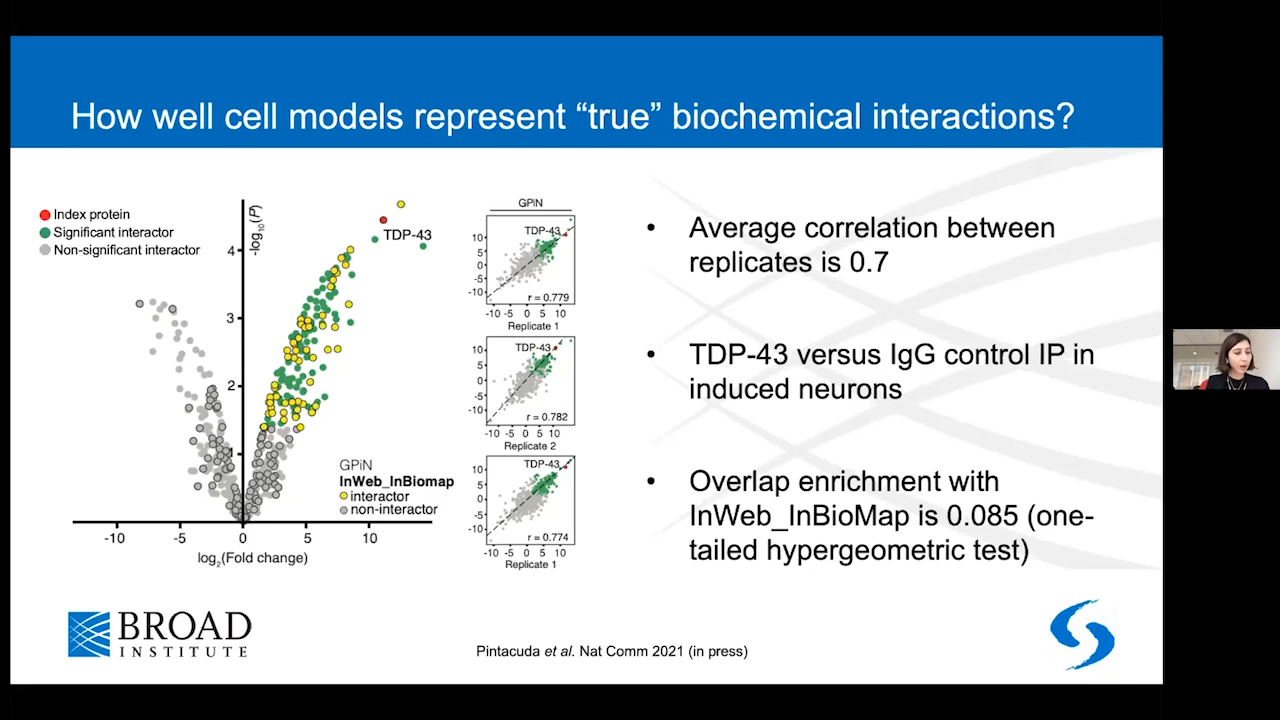 How well cell models represent “true” biochemical interactions?
Index protein
Significant interactor
Non-significant interactor
-log10(P)
TDP-43
4
3
2
1
-10 -5 0 5 10
log2(Fold change)
GPiN
InWeb_InBiomap
interactor
non-interactor
GPiN
TDP-43
10
5
0
-5
-10
r = 0.779
-10 -5 0 5 10
Replicate 1
TDP-43
10
5
0
-5
-10
r = 0.782
-10 -5 0 5 10
Replicate 2
TDP-43
10
5
0
-5
-10
r = 0.774
-10 -5 0 5 10
Replicate 1
• Average correlation between
replicates is 0.7
• TDP-43 versus IgG control IP in
induced neurons
• Overlap enrichment with
InWeb_InBioMap is 0.085 (one-
tailed hypergeometric test)
BROAD
INSTITUTE
Pintacuda et al. Nat Comm 2021 (in press)